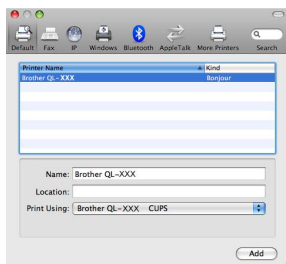 Default Fax IP Windows Bluetooth AppleTalk More Printers Search
Printer Name Kind
Brother QL-XXX Bonjour
Name: Brother QL-XXX
Location:
Print Using: Brother QL-XXX CUPS
Add